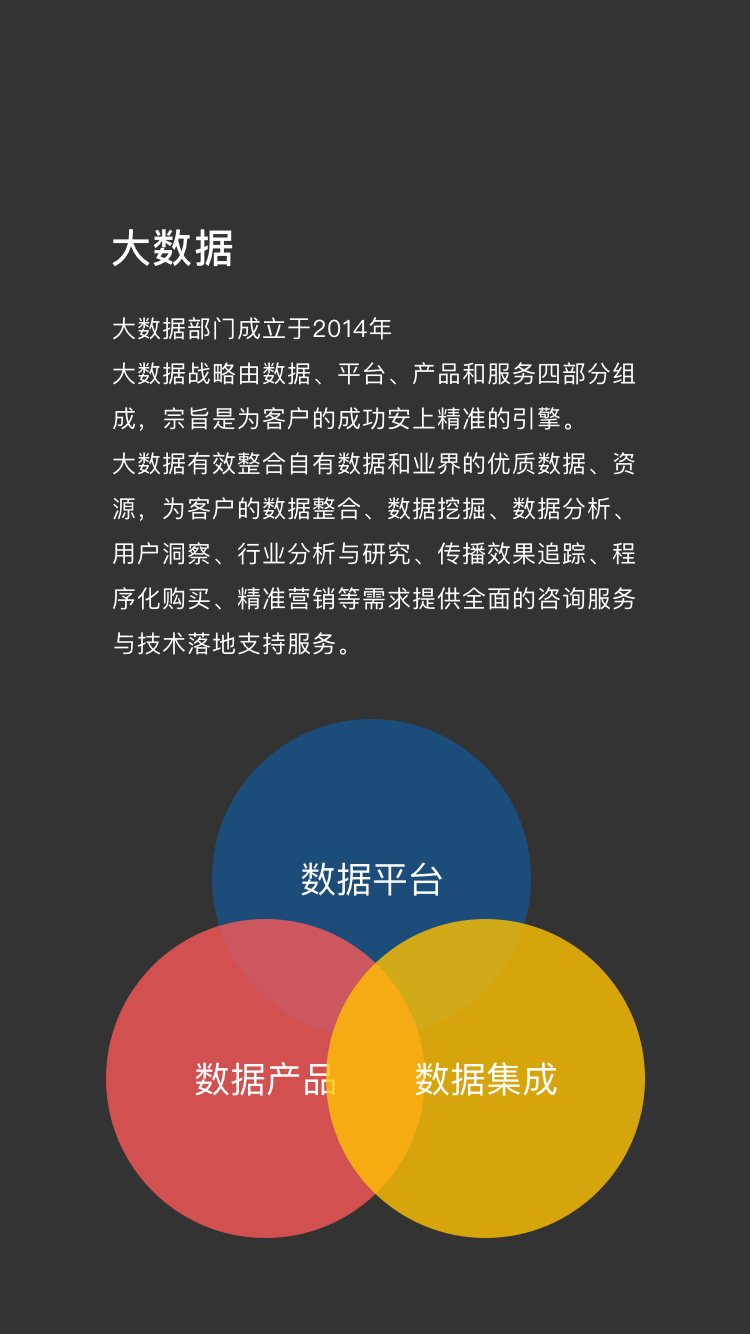 大数据
大数据部门成立于2014年
大数据战略由数据、平台、产品和服务四部分组
成，宗旨是为客户的成功安上精准的引擎。
大数据有效整合自有数据和业界的优质数据、资
源，为客户的数据整合、数据挖掘、数据分析、
用户洞察、行业分析与研究、传播效果追踪、程
序化购买、精准营销等需求提供全面的咨询服务
与技术落地支持服务。
数据平台
数据产品
数据集成